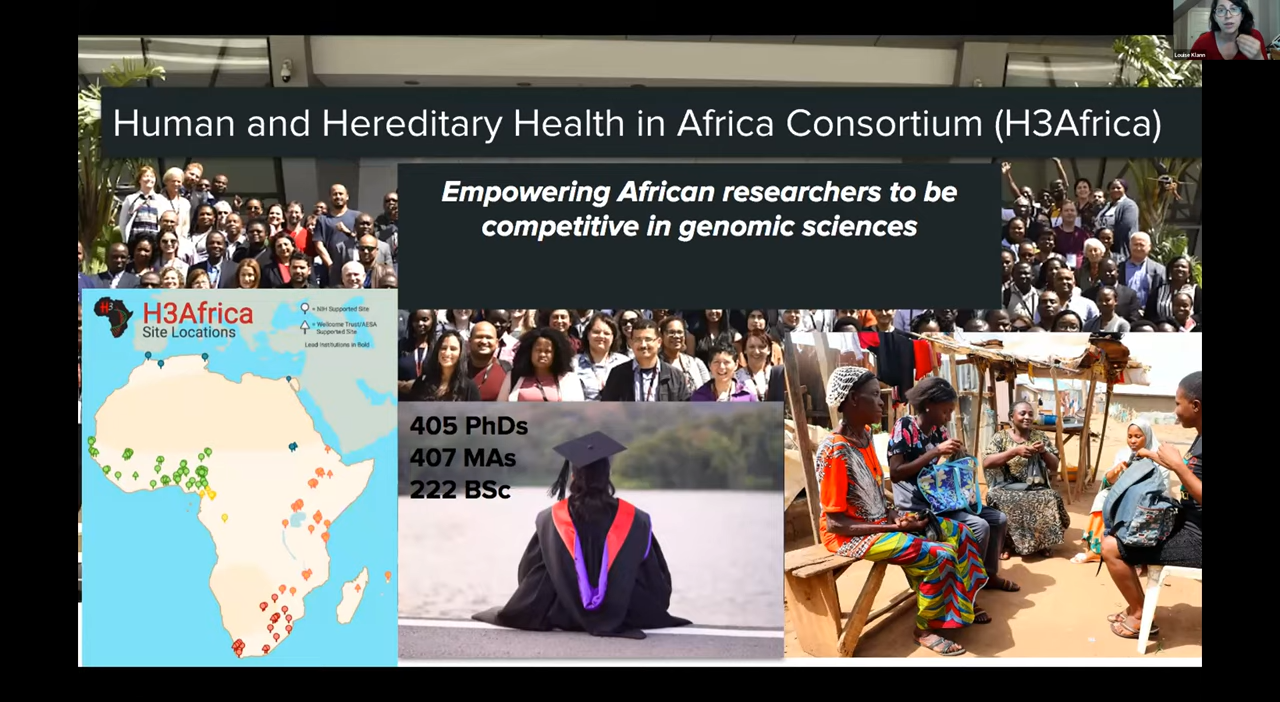 Louise Klann
Human and Hereditary Health in Africa Consortium (H3Africa)
Empowering African researchers to be
competitive in genomic sciences
H3
H3Africa
Site Locations
= NIH Supported Site
= Wellcome Trust/AESA
Supported Site
Lead Institutions in Bold
405 PhDs
407 MAs
222 BSc